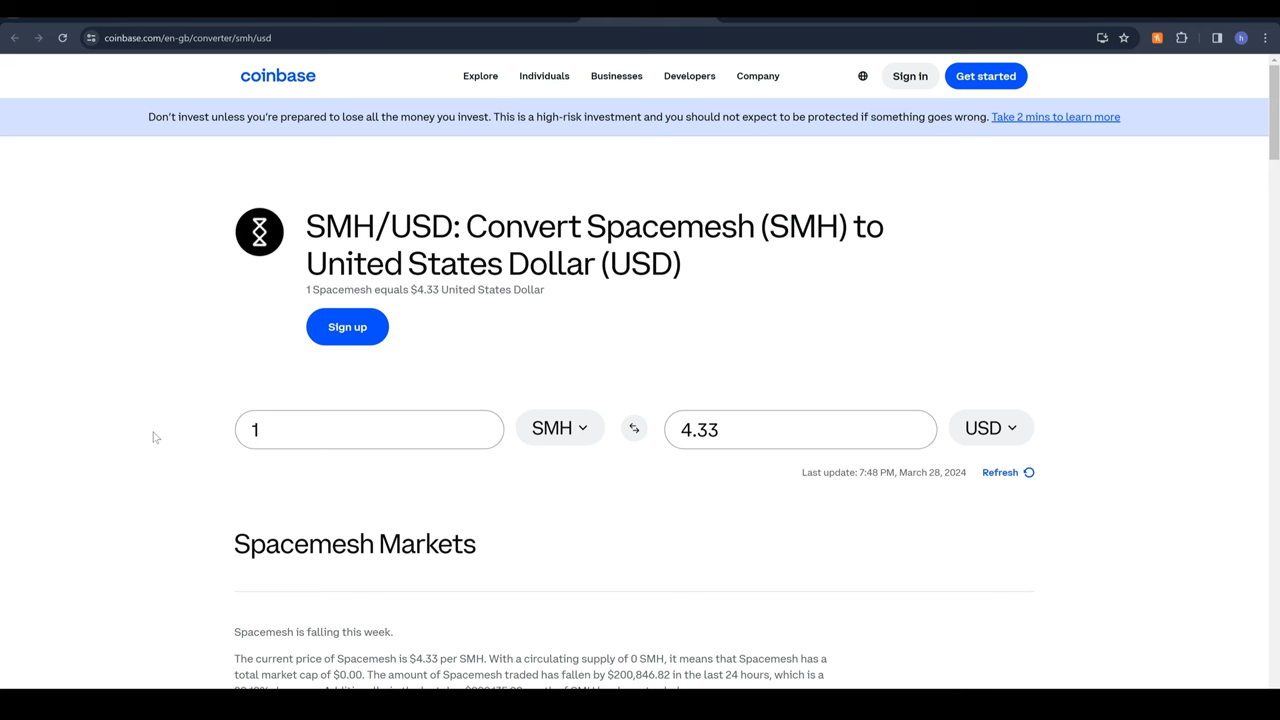 coinbase.com/en-gb/converter/smh/usd
h
coinbase
Explore Individuals Businesses Developers Company Sign in Get started
Don't invest unless you're prepared to lose all the money you invest. This is a high-risk investment and you should not expect to be protected if something goes wrong. Take 2 mins to learn more
SMH/USD: Convert Spacemesh (SMH) to
United States Dollar (USD)
1 Spacemesh equals $4.33 United States Dollar
Sign up
1 SMH 4.33 USD
Last update: 7:48 PM, March 28, 2024 Refresh
Spacemesh Markets
Spacemesh is falling this week.
The current price of Spacemesh is $4.33 per SMH. With a circulating supply of 0 SMH, it means that Spacemesh has a
total market cap of $0.00. The amount of Spacemesh traded has fallen by $200,846.82 in the last 24 hours, which is a